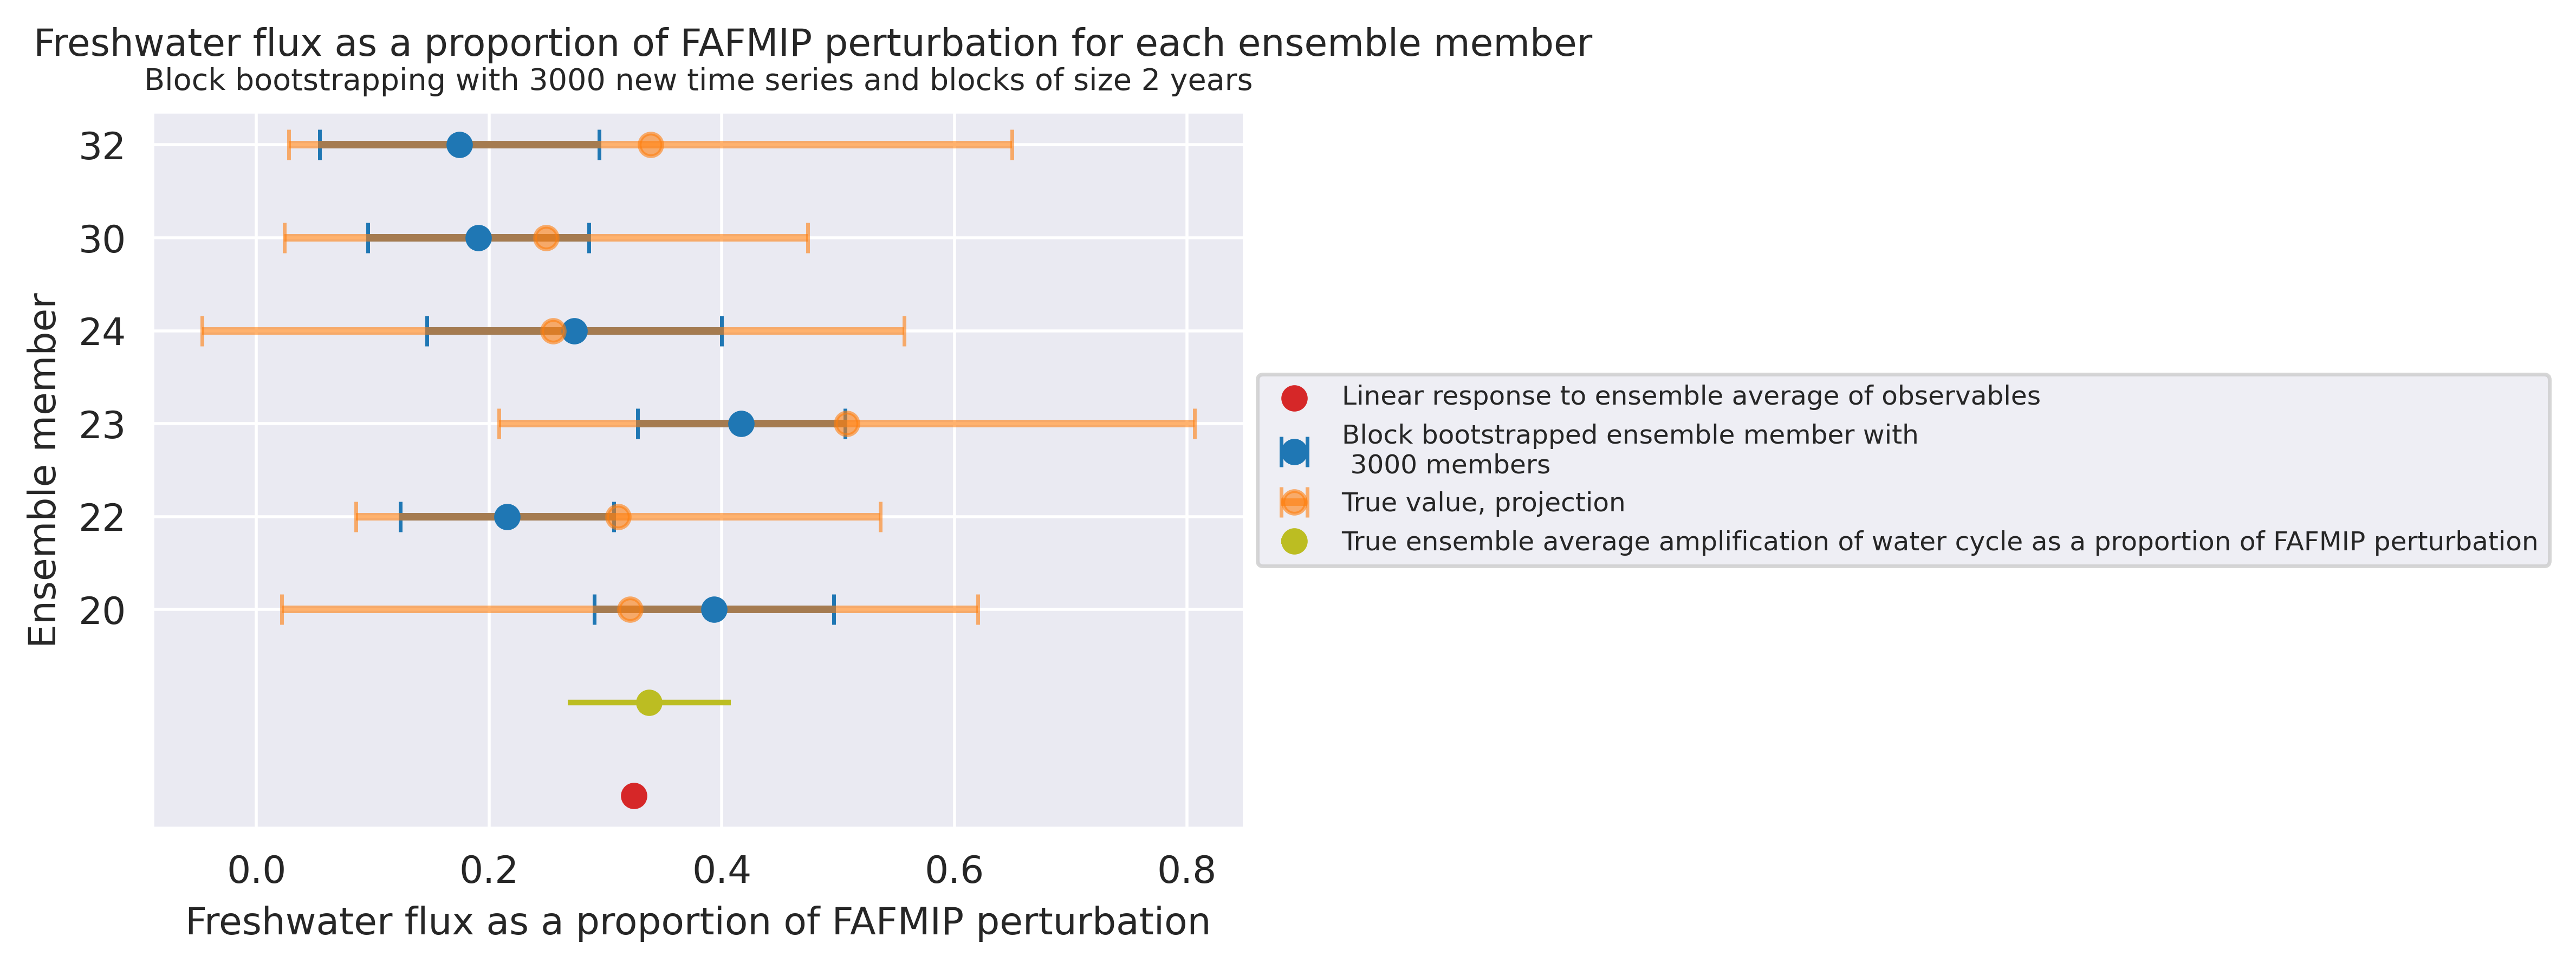 Freshwater flux as a proportion of FAFMIP perturbation for each ensemble member
Block bootstrapping with 3000 new time series and blocks of size 2 years
Ensemble member
32
30
24
23
22
20
0.0 0.2 0.4 0.6 0.8
Freshwater flux as a proportion of FAFMIP perturbation
Linear response to ensemble average of observables
Block bootstrapped ensemble member with
3000 members
True value, projection
True ensemble average amplification of water cycle as a proportion of FAFMIP perturbation